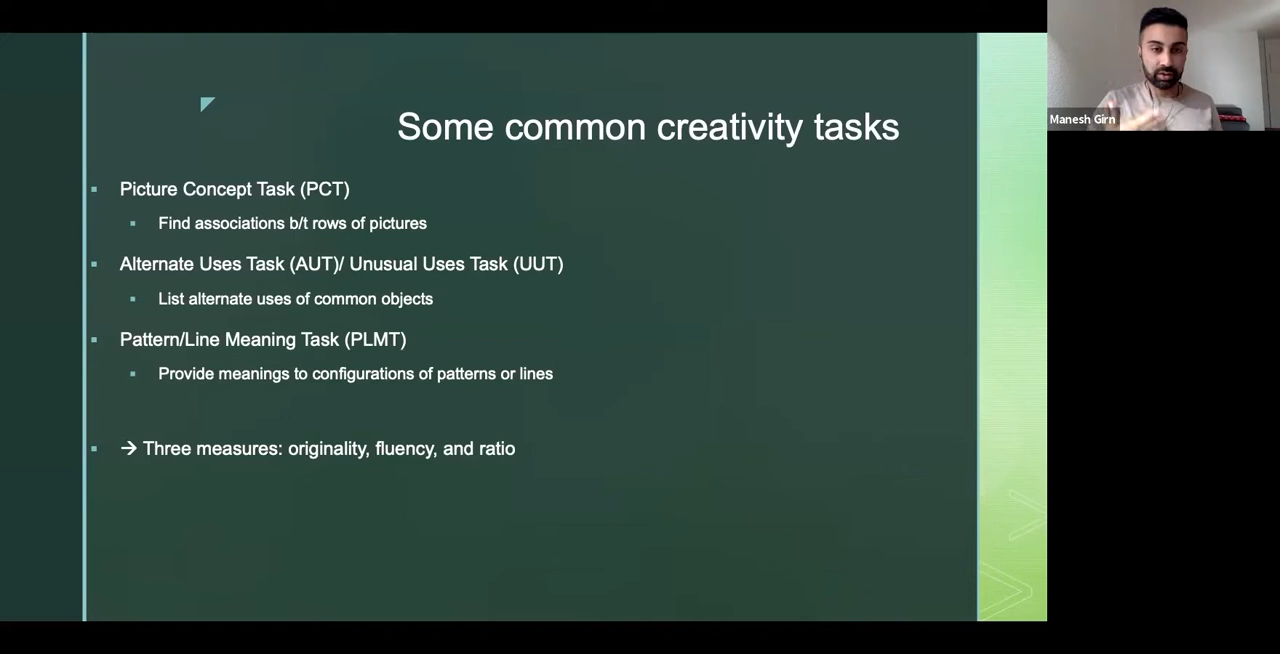 Some common creativity tasks
Picture Concept Task (PCT)
Find associations b/t rows of pictures
Alternate Uses Task (AUT)/ Unusual Uses Task (UUT)
List alternate uses of common objects
Pattern/Line Meaning Task (PLMT)
Provide meanings to configurations of patterns or lines
→ Three measures: originality, fluency, and ratio
Manesh Girn